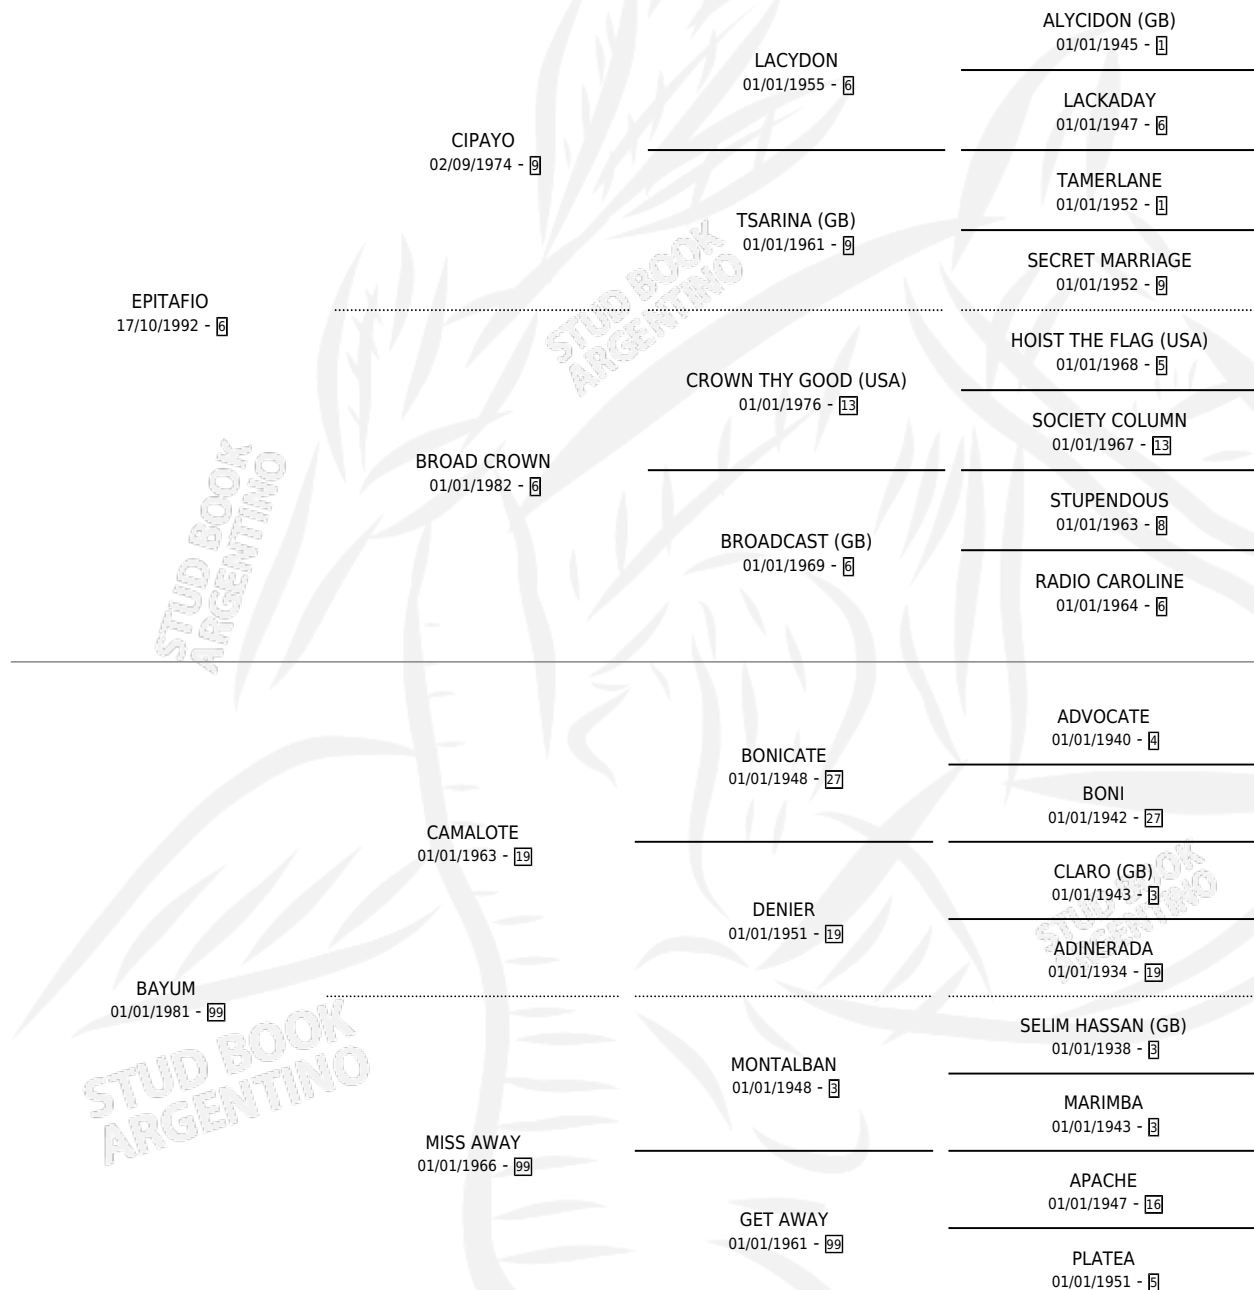 ALYCIDON (GB)
01/01/1945 - 1
LACYDON
01/01/1955 - 6
LACKADAY
01/01/1947 - 6
CIPAYO
02/09/1974 - 9
TAMERLANE
01/01/1952 - 1
TSARINA (GB)
01/01/1961 - 9
SECRET MARRIAGE
01/01/1952 - 9
EPITAFIO
17/10/1992 - 6
HOIST THE FLAG (USA)
01/01/1968 - 5
CROWN THY GOOD (USA)
01/01/1976 - 13
SOCIETY COLUMN
01/01/1967 - 13
BROAD CROWN
01/01/1982 - 6
STUPENDOUS
01/01/1963 - 8
BROADCAST (GB)
01/01/1969 - 6
RADIO CAROLINE
01/01/1964 - 6
STUD BOOK
ARGENTINO
STUD BOOK
ARGENTINO
ADVOCATE
01/01/1940 - 4
BONICATE
01/01/1948 - 27
BONI
01/01/1942 - 27
CAMALOTE
01/01/1963 - 19
CLARO (GB)
01/01/1943 - 3
DENIER
01/01/1951 - 19
ADINERADA
01/01/1934 - 19
STUD BOOK
ARGENTINO
BAYUM
01/01/1981 - 99
SELIM HASSAN (GB)
01/01/1938 - 3
MONTALBAN
01/01/1948 - 3
MARIMBA
01/01/1943 - 3
MISS AWAY
01/01/1966 - 99
APACHE
01/01/1947 - 16
GET AWAY
01/01/1961 - 99
PLATEA
01/01/1951 - 5
STUD BOOK
ARGENTINO